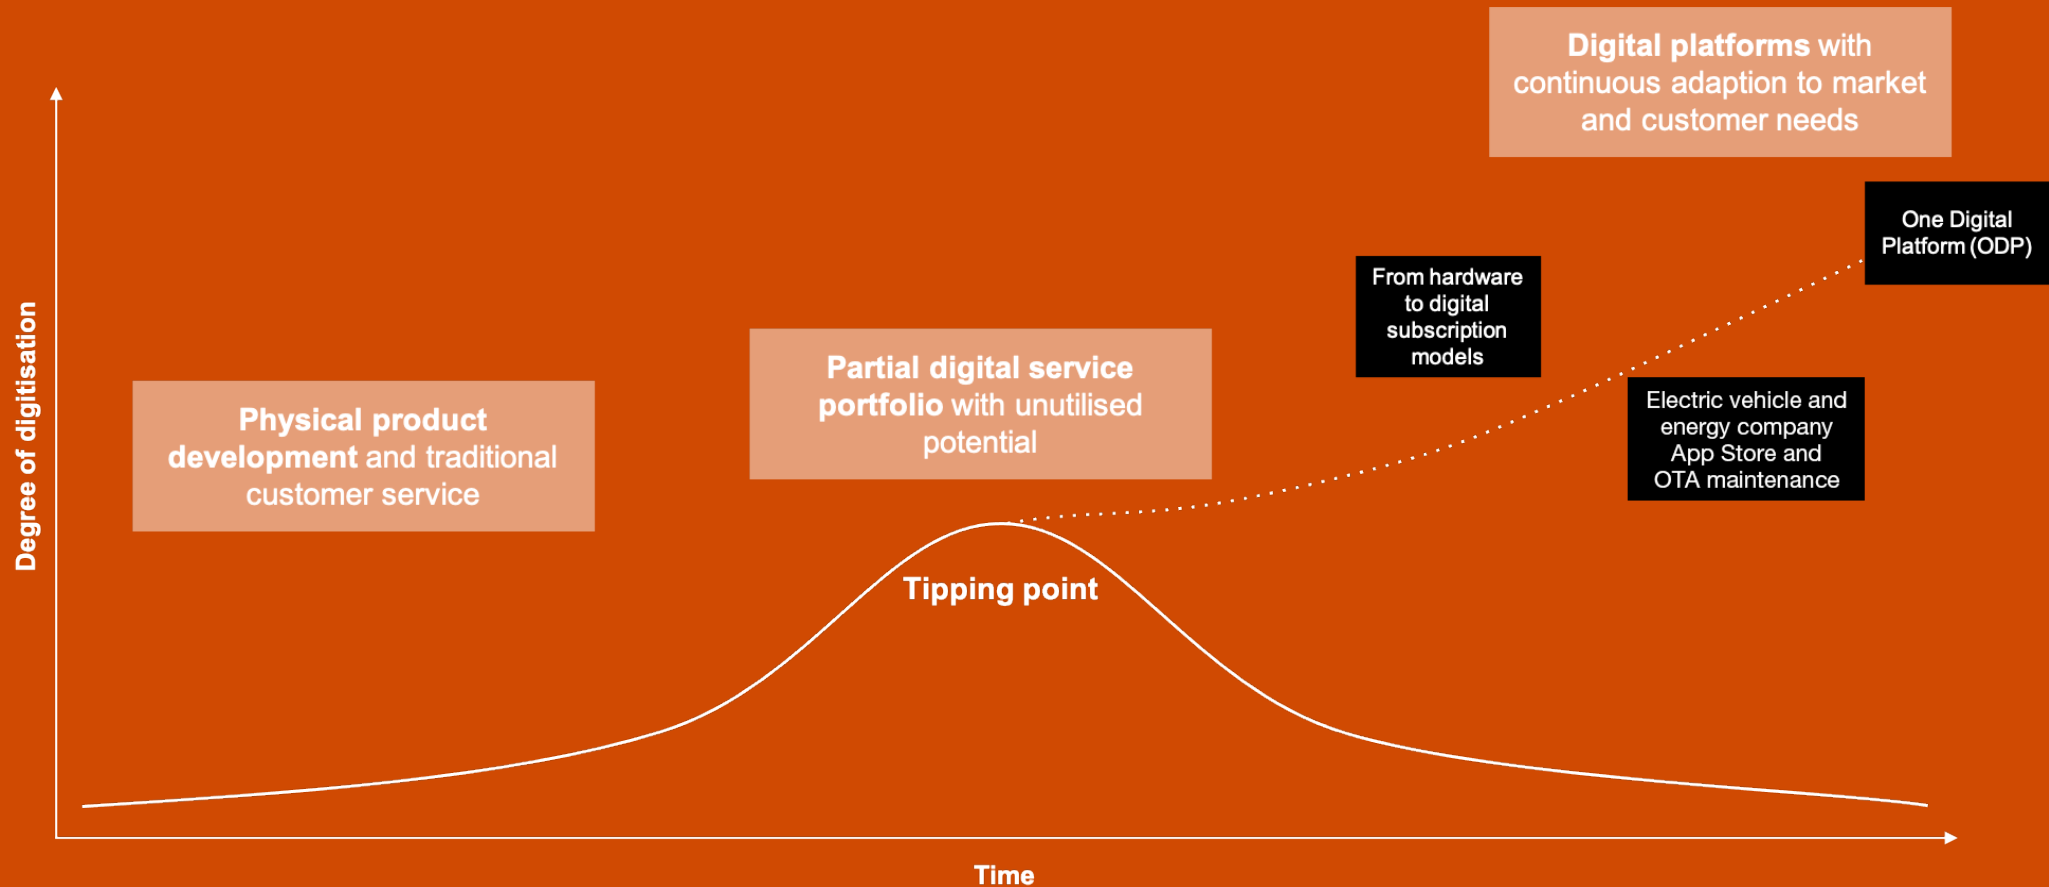 Digital platforms with
continuous adaption to market
and customer needs
One Digital
Platform (ODP)
From hardware
to digital
subscription
models
Electric vehicle and
energy company
App Store and
OTA maintenance
Partial digital service
portfolio with unutilised
potential
Physical product
development and traditional
customer service
Tipping point
Degree of digitisation
Time